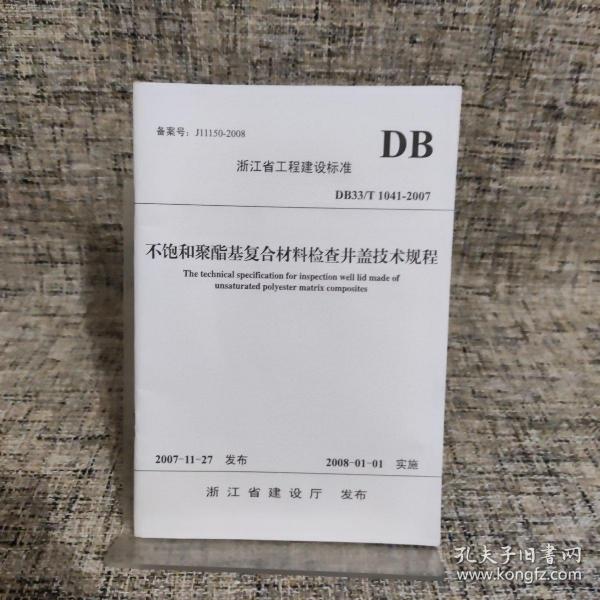 备案号：J11150-2008
DB
浙江省工程建设标准
DB33/T 1041-2007
不饱和聚酯基复合材料检查井盖技术规程
The technical specification for inspection well lid made of
unsaturated polyester matrix composites
2007-11-27 发布
2008-01-01 实施
浙江省建设厅 发布
孔夫子旧书网
www.kongfz.com